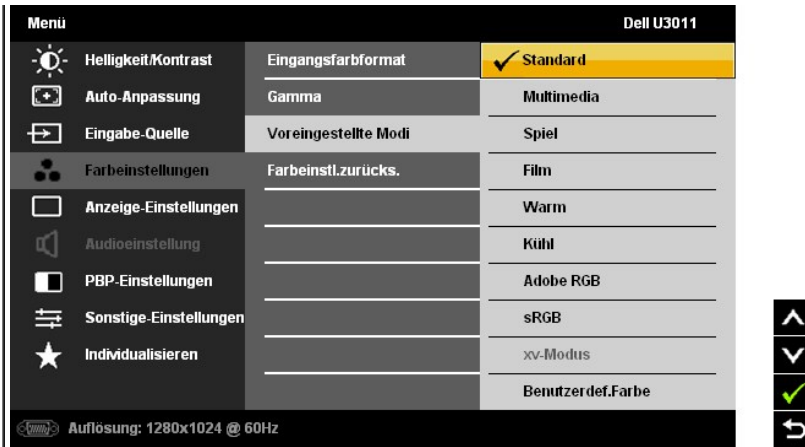 Menü
Dell U3011
Helligkeit/Kontrast
Auto-Anpassung
Eingabe-Quelle
Farbeinstellungen
Anzeige-Einstellungen
Audioeinstellung
PBP-Einstellungen
Sonstige-Einstellungen
Individualisieren
Eingangsfarbformat
Gamma
Voreingestellte Modi
Farbeinstl.zurücks.
Standard
Multimedia
Spiel
Film
Warm
Kühl
Adobe RGB
sRGB
xv-Modus
Benutzerdef.Farbe
Auflösung: 1280x1024 @ 60Hz